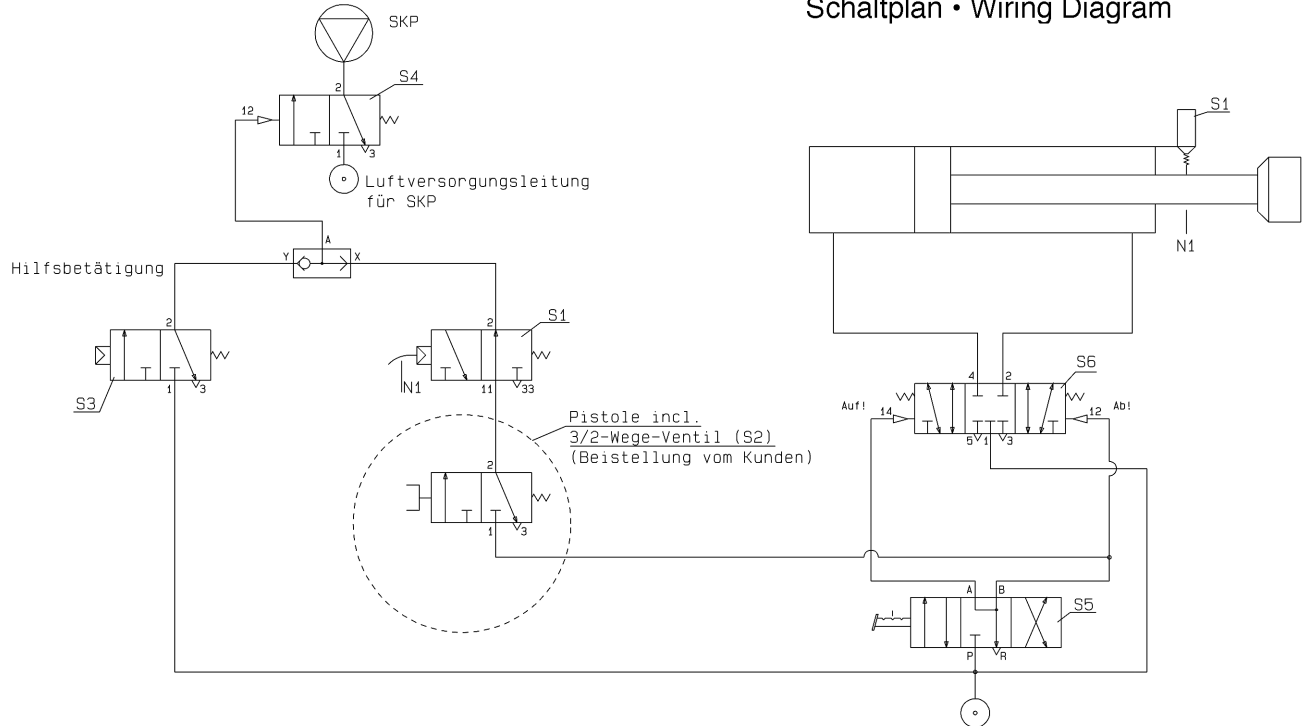 Schaltplan • Wiring Diagram
SKP
S4
2
12
1
3
Luftversorgungsleitung
für SKP
S1
N1
A
Y
X
Hilfsbetätigung
2
S3
1
3
2
S1
N1
11
33
Pistole incl.
3/2-Wege-Ventil (S2)
(Beistellung vom Kunden)
2
1
3
4
2
S6
Auf!
14
12
Ab!
5
1
3
A
B
S5
P
R